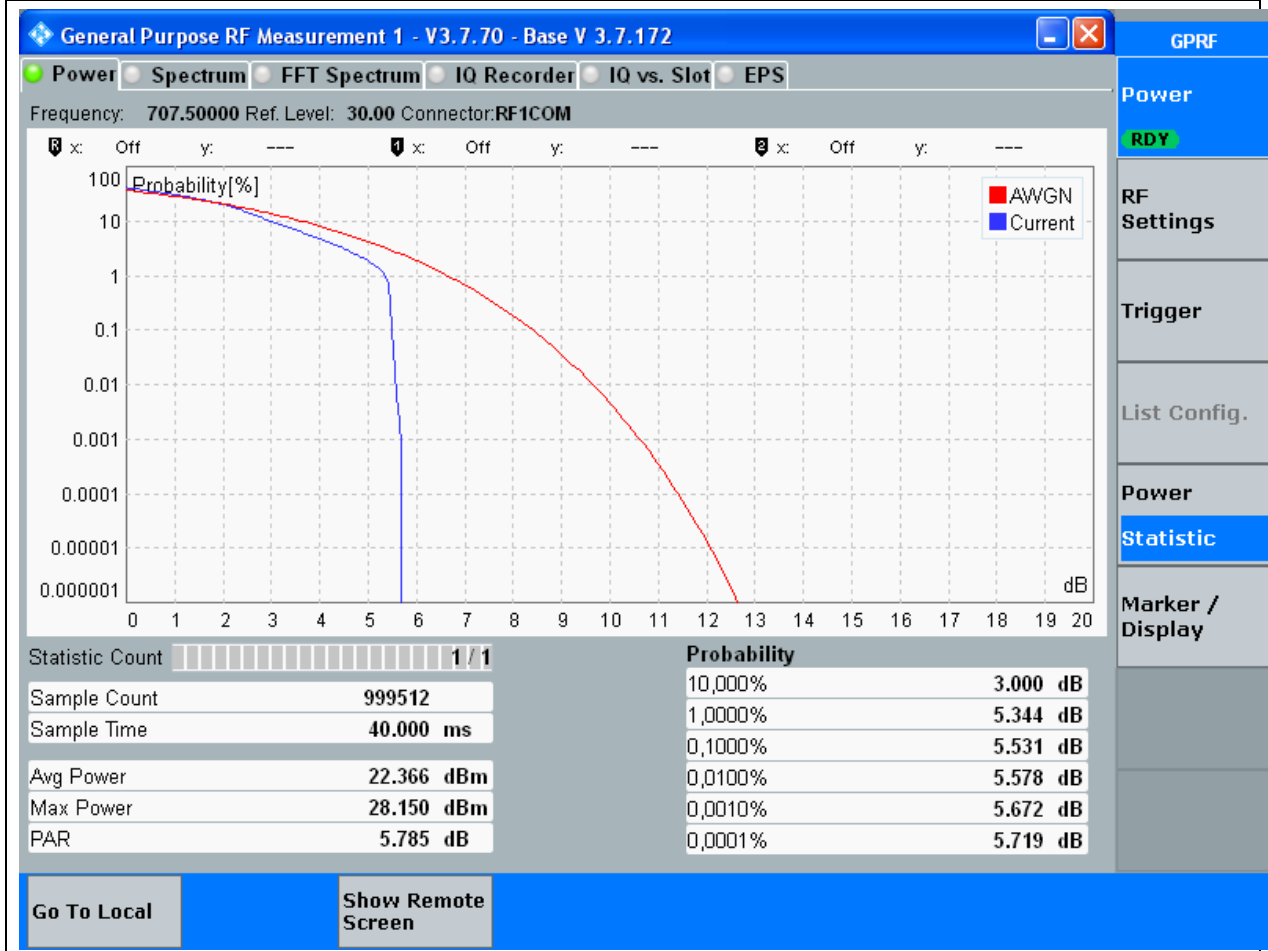 General Purpose RF Measurement 1 - V3.7.70 - Base V 3.7.172
GPRF
Power Spectrum FFT Spectrum IQ Recorder IQ vs. Slot EPS
Frequency: 707.50000 Ref. Level: 30.00 Connector:RF1COM
R x: Off y: --- 1 x: Off y: --- 2 x: Off y: ---
Probability[%]
100
10
1
0.1
0.01
0.001
0.0001
0.00001
0.000001
AWGN
Current
dB
0 1 2 3 4 5 6 7 8 9 10 11 12 13 14 15 16 17 18 19 20
Statistic Count 1 / 1
Sample Count 999512
Sample Time 40.000 ms
Avg Power 22.366 dBm
Max Power 28.150 dBm
PAR 5.785 dB
Probability
10,000% 3.000 dB
1,0000% 5.344 dB
0,1000% 5.531 dB
0,0100% 5.578 dB
0,0010% 5.672 dB
0,0001% 5.719 dB
Power
RDY
RF
Settings
Trigger
List Config.
Power
Statistic
Marker /
Display
Go To Local
Show Remote
Screen